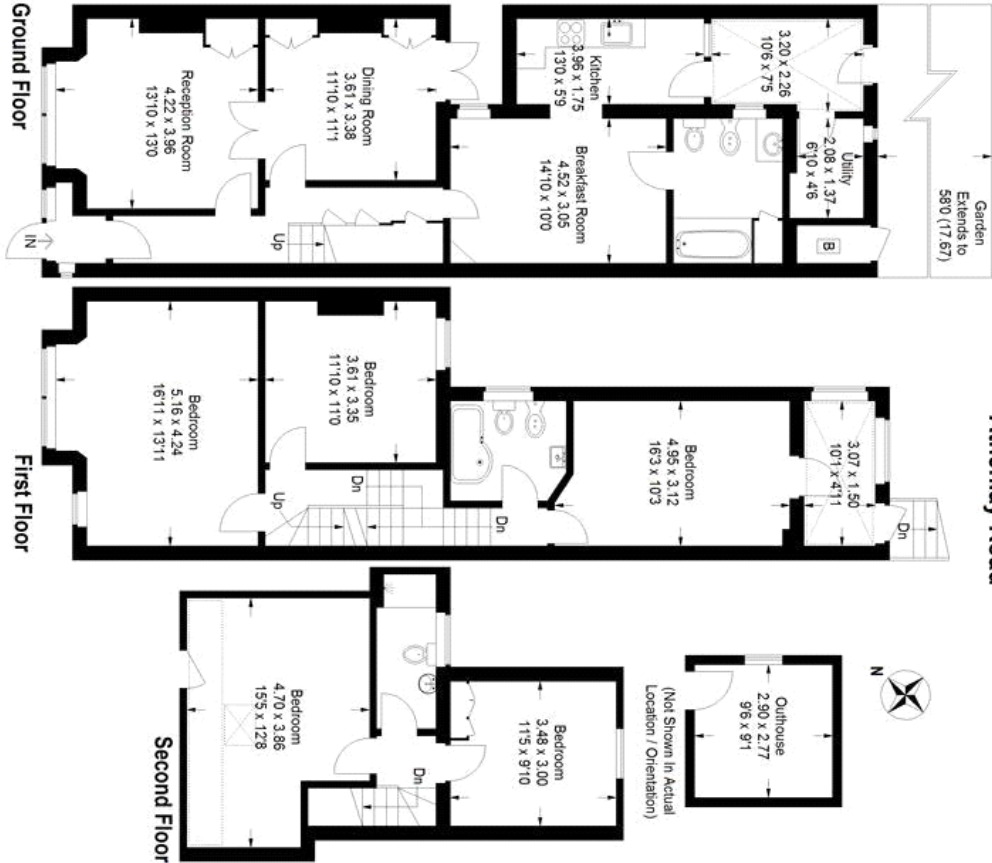 Ground Floor
Reception Room
4.22 x 3.96
13'10 x 13'0
Dining Room
3.61 x 3.38
11'10 x 11'1
Kitchen
3.96 x 1.75
13'0 x 5'9
3.20 x 2.26
10'6 x 7'5
Breakfast Room
4.52 x 3.05
14'10 x 10'0
Utility
2.08 x 1.37
6'10 x 4'6
B
Garden
Extends to
58'0 (17.67)
IN
Up
First Floor
Bedroom
5.16 x 4.24
16'11 x 13'11
Bedroom
3.61 x 3.35
11'10 x 11'0
Up
Dn
Dn
Bedroom
4.95 x 3.12
16'3 x 10'3
3.07 x 1.50
10'1 x 4'11
Dn
Second Floor
Bedroom
4.70 x 3.86
15'5 x 12'8
Dn
Bedroom
3.48 x 3.00
11'5 x 9'10
Outhouse
2.90 x 2.77
9'6 x 9'1
(Not Shown In Actual
Location / Orientation)
N
Road